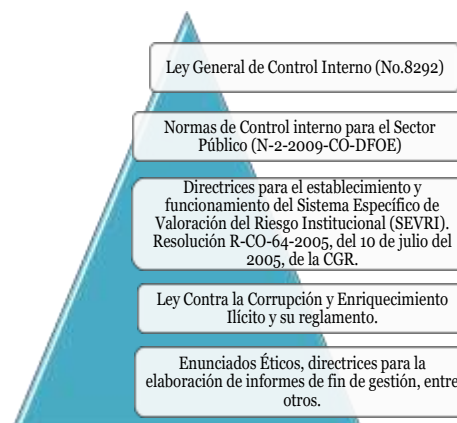 Ley General de Control Interno (No.8292)
Normas de Control interno para el Sector
Público (N-2-2009-CO-DFOE)
Directrices para el establecimiento y
funcionamiento del Sistema Específico de
Valoración del Riesgo Institucional (SEVRI).
Resolución R-CO-64-2005, del 10 de julio del
2005, de la CGR.
Ley Contra la Corrupción y Enriquecimiento
Ilícito y su reglamento.
Enunciados Éticos, directrices para la
elaboración de informes de fin de gestión, entre
otros.